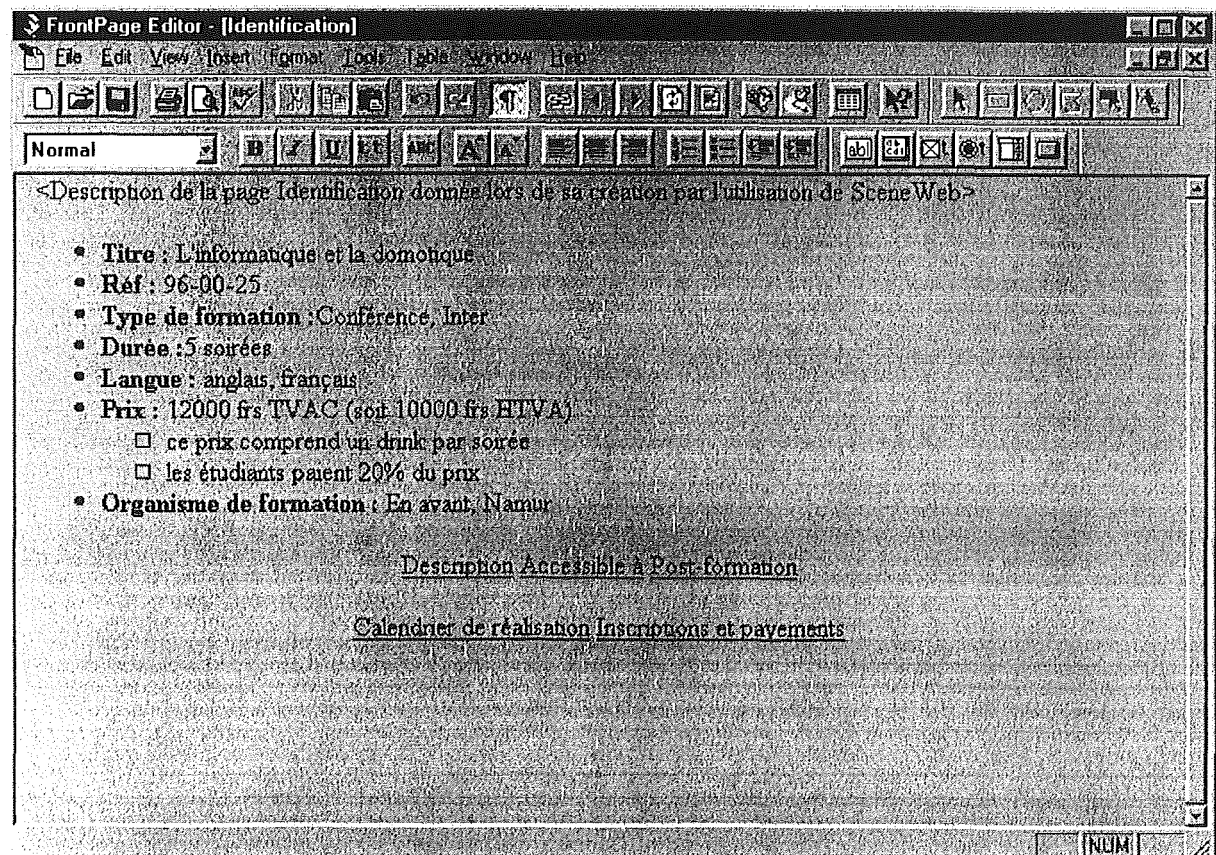 FrontPage Editor - [Identification]
File Edit View Insert Format Tools Table Window Help
Normal
<Description de la page Identification donnée lors de sa création par l'utilisation de SceneWeb>
Titre : L'informatique et la domotique
Réf : 96-00-25
Type de formation :Conférence, Inter
Durée :5 soirées
Langue : anglais, français
Prix : 12000 frs TVAC (soit 10000 frs HTVA)
ce prix comprend un drink par soirée
les étudiants paient 20% du prix
Organisme de formation : En avant, Namur
Description Accessible à Post-formation
Calendrier de réalisation Inscriptions et payements
NUM